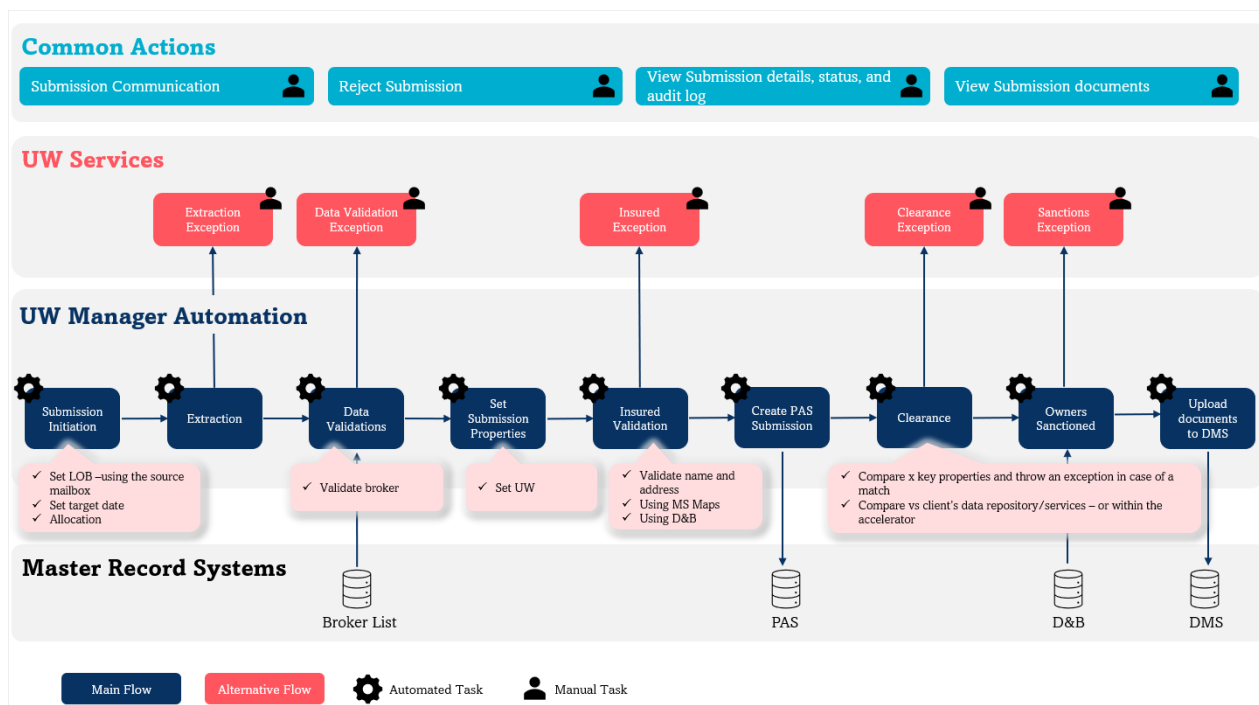 Common Actions
Submission Communication
Reject Submission
View Submission details, status, and
audit log
View Submission documents
UW Services
Extraction
Exception
Data Validation
Exception
Insured
Exception
Clearance
Exception
Sanctions
Exception
UW Manager Automation
Submission
Initiation
Extraction
Data
Validations
Set
Submission
Properties
Insured
Validation
Create PAS
Submission
Clearance
Owners
Sanctioned
Upload
documents
to DMS
✓ Set LOB –using the source
mailbox
✓ Set target date
✓ Allocation
✓ Validate broker
✓ Set UW
✓ Validate name and
address
✓ Using MS Maps
✓ Using D&B
✓ Compare x key properties and throw an exception in case of a
match
✓ Compare vs client's data repository/services – or within the
accelerator
Master Record Systems
Broker List
PAS
D&B
DMS
Main Flow
Alternative Flow
Automated Task
Manual Task